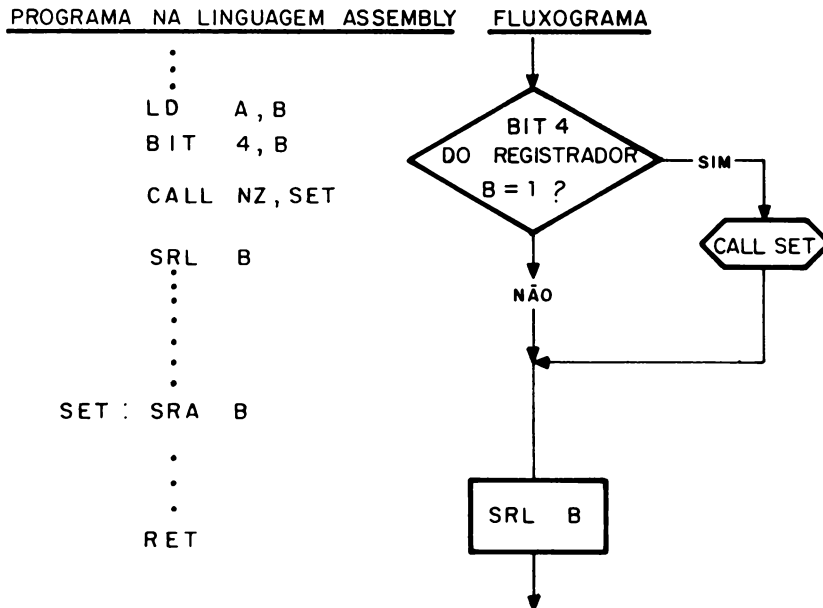 PROGRAMA NA LINGUAGEM ASSEMBLY
LD A, B
BIT 4, B
CALL NZ, SET
SRL B
SET : SRA B
RET
FLUXOGRAMA
BIT 4
DO REGISTRADOR
B = 1 ?
SIM
CALL SET
NÃO
SRL B